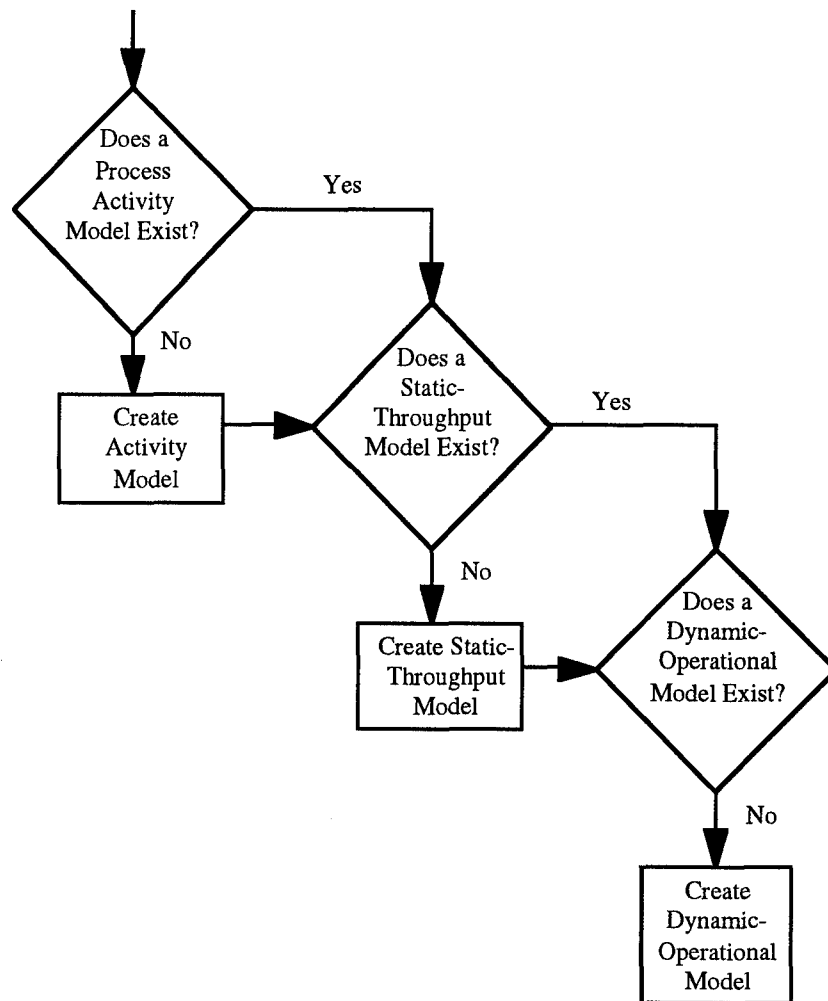 Does a
Process
Activity
Model Exist?
Yes
No
Create
Activity
Model
Does a
Static-
Throughput
Model Exist?
Yes
No
Create Static-
Throughput
Model
Does a
Dynamic-
Operational
Model Exist?
No
Create
Dynamic-
Operational
Model